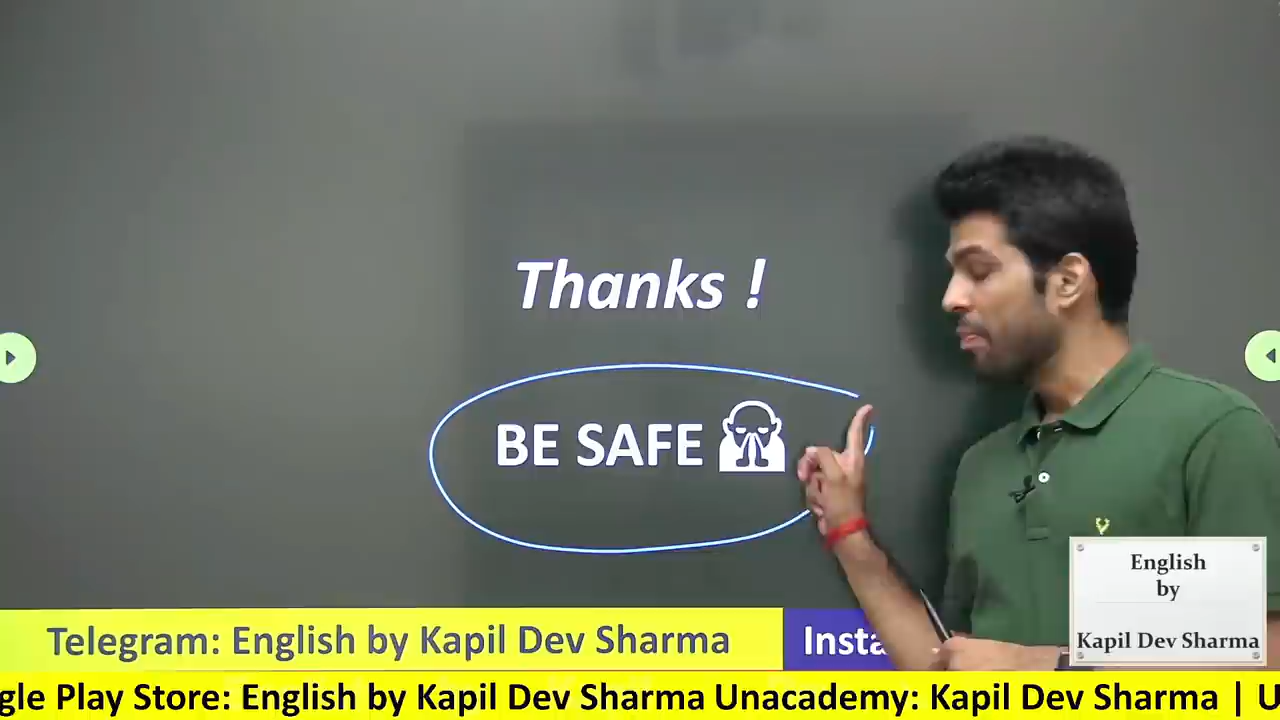 Thanks !
BE SAFE
English
by
Kapil Dev Sharma
Telegram: English by Kapil Dev Sharma
Insta
Play Store: English by Kapil Dev Sharma Unacademy: Kapil Dev Sharma |